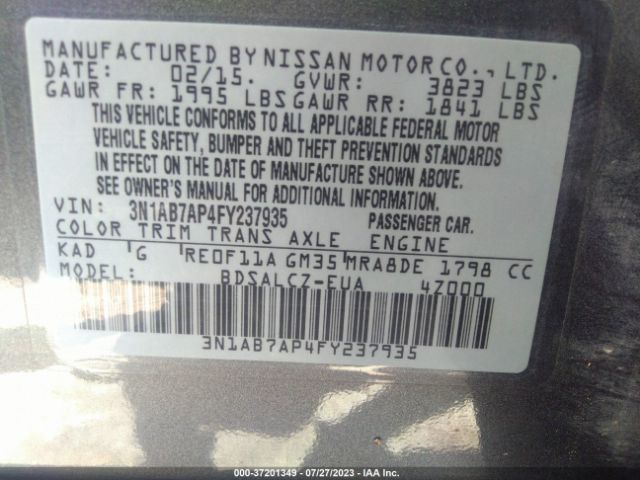 MANUFACTURED BY NISSAN MOTOR CO., LTD.
DATE: 02/15. GVWR: 3823 LBS
GAWR FR: 1995 LBS GAWR RR: 1841 LBS
THIS VEHICLE CONFORMS TO ALL APPLICABLE FEDERAL MOTOR
VEHICLE SAFETY, BUMPER AND THEFT PREVENTION STANDARDS
IN EFFECT ON THE DATE OF MANUFACTURE SHOWN ABOVE.
SEE OWNER'S MANUAL FOR ADDITIONAL INFORMATION.
VIN: 3N1AB7AP4FY237935 PASSENGER CAR.
COLOR TRIM TRANS AXLE ENGINE
KAD G RE0F11A GM35 MRA8DE 1798 CC
MODEL: BDSALCZ-EUA 4Z000
3N1AB7AP4FY237935
000-37201349 - 07/27/2023 - IAA Inc.